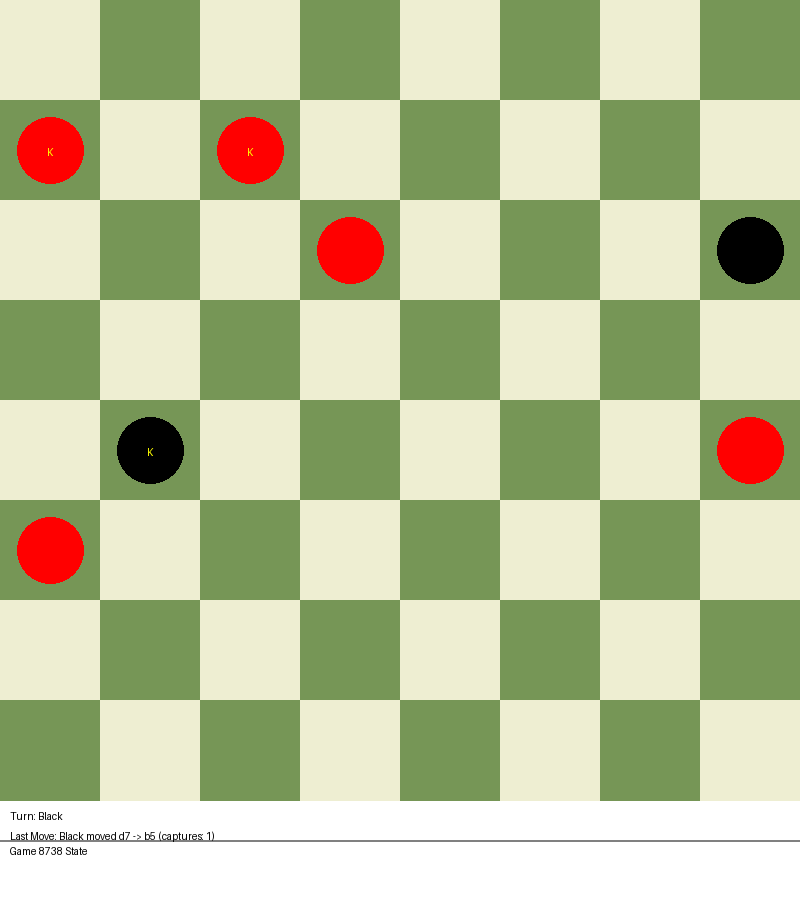 K
K
K
Turn: Black
Last Move: Black moved d7 -> b5 (captures: 1)
Game 8738 State